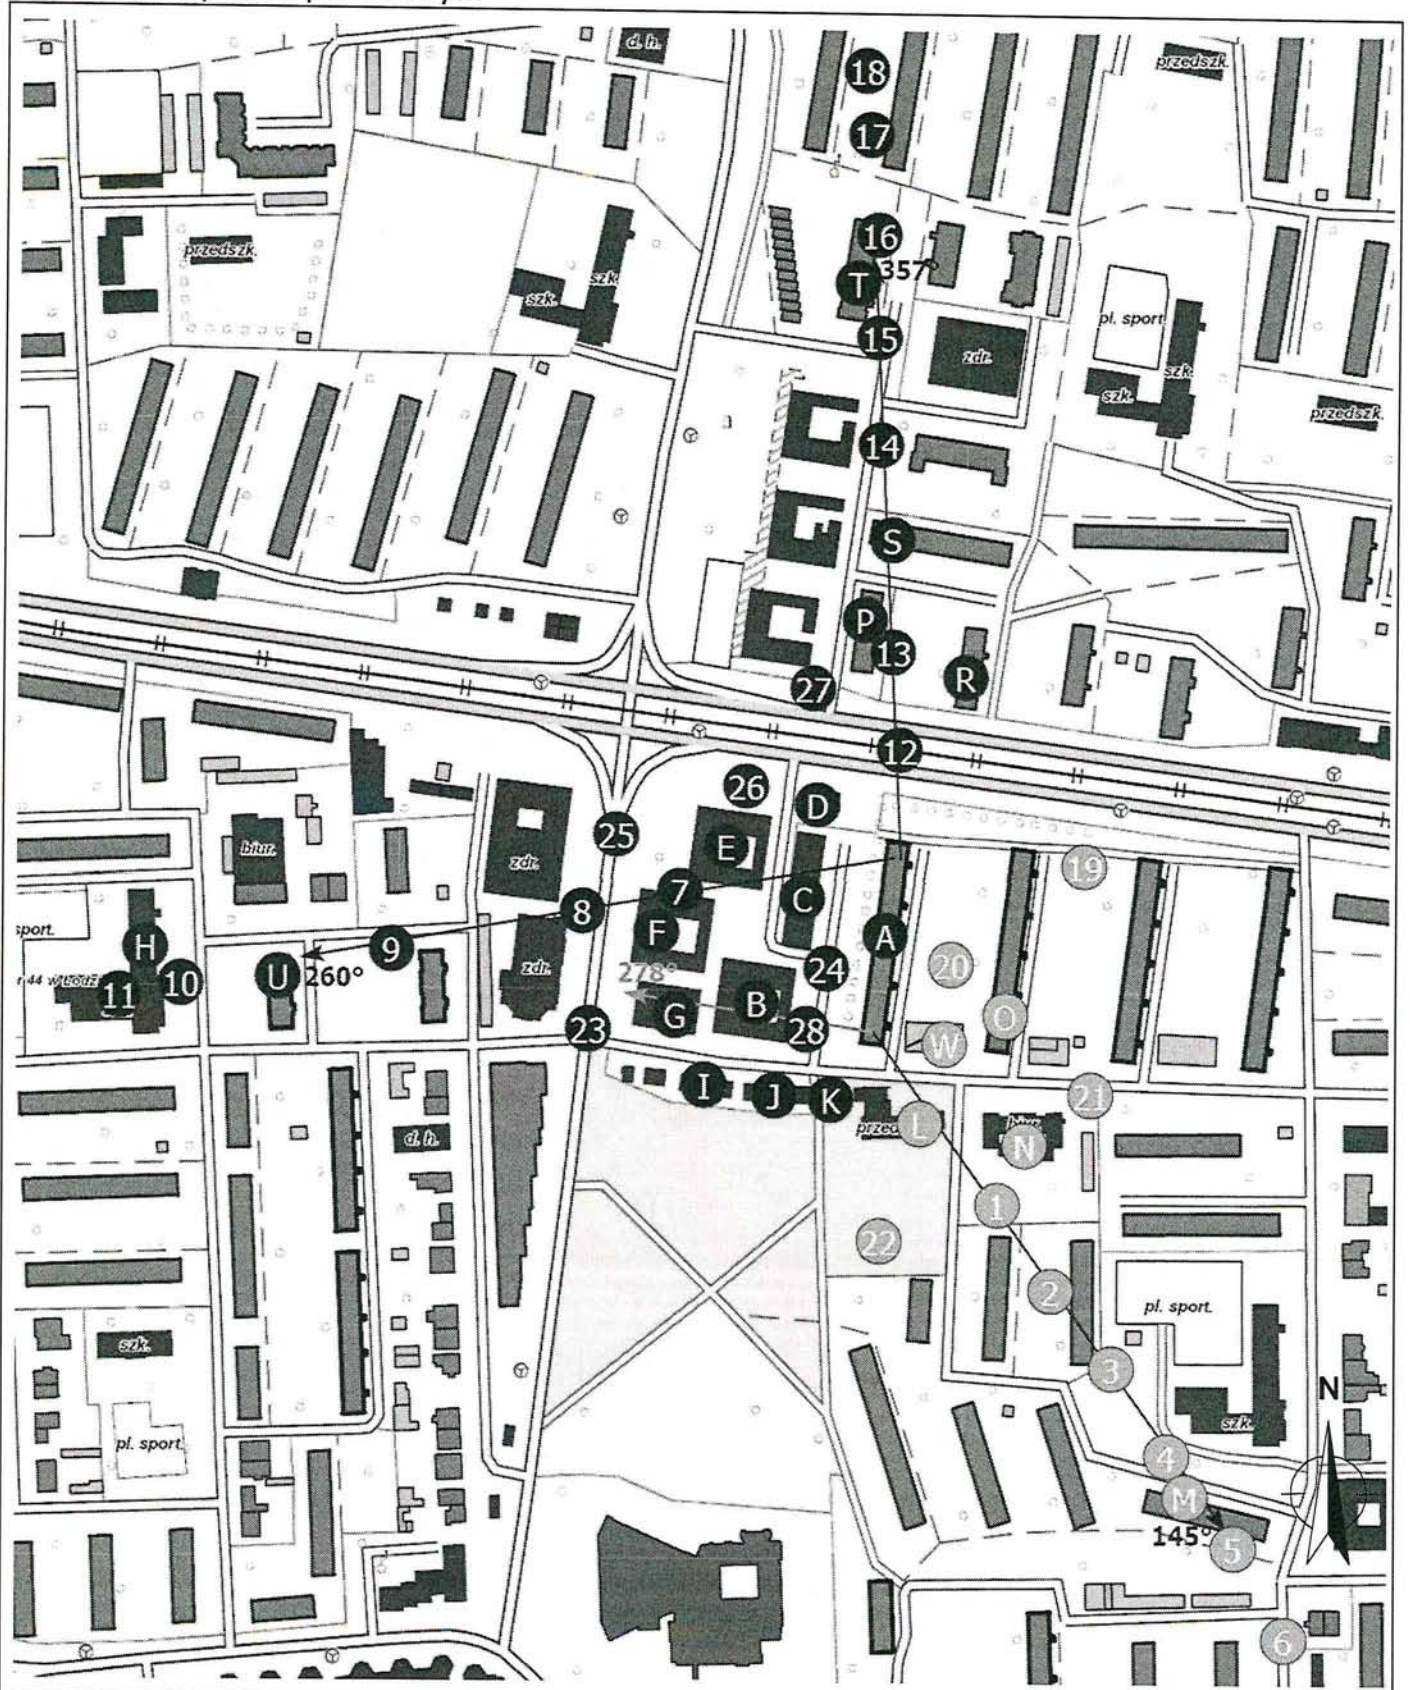 d. h.
przedszk.
18
17
przedszk.
16
szk.
357°
T
szk.
pl. sport.
15
zdr.
szk.
szk.
przedszk.
14
S
P
13
R
27
12
26
D
25
E
biur.
zdr.
19
7
C
8
sport.
H
9
F
A
20
24
U
260°
zdr.
278°
10
11
B
G
O
23
28
W
I
J
K
21
L
d. h.
N
1
22
2
pl. sport.
szk.
3
N
szk.
pl. sport.
4
M
145°
5
6